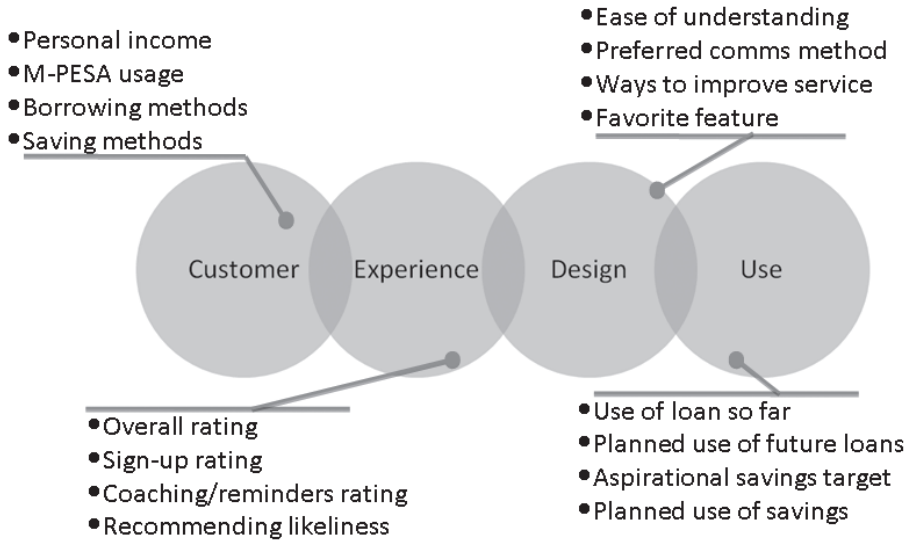 • Personal income
• M-PESA usage
• Borrowing methods
• Saving methods
• Ease of understanding
• Preferred comms method
• Ways to improve service
• Favorite feature
Customer
Experience
Design
Use
• Overall rating
• Sign-up rating
• Coaching/reminders rating
• Recommending likeliness
• Use of loan so far
• Planned use of future loans
• Aspirational savings target
• Planned use of savings